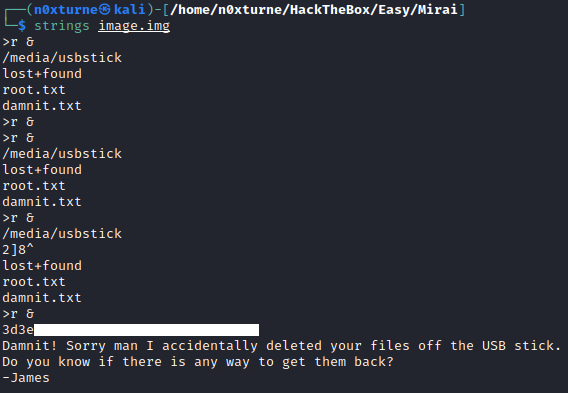 ┌──(n0xturne㉿kali)-[/home/n0xturne/HackTheBox/Easy/Mirai]
└─$ strings image.img
>r &
/media/usbstick
lost+found
root.txt
damnit.txt
>r &
>r &
/media/usbstick
lost+found
root.txt
damnit.txt
>r &
/media/usbstick
2]8^
lost+found
root.txt
damnit.txt
>r &
3d3e
Damnit! Sorry man I accidentally deleted your files off the USB stick.
Do you know if there is any way to get them back?
-James